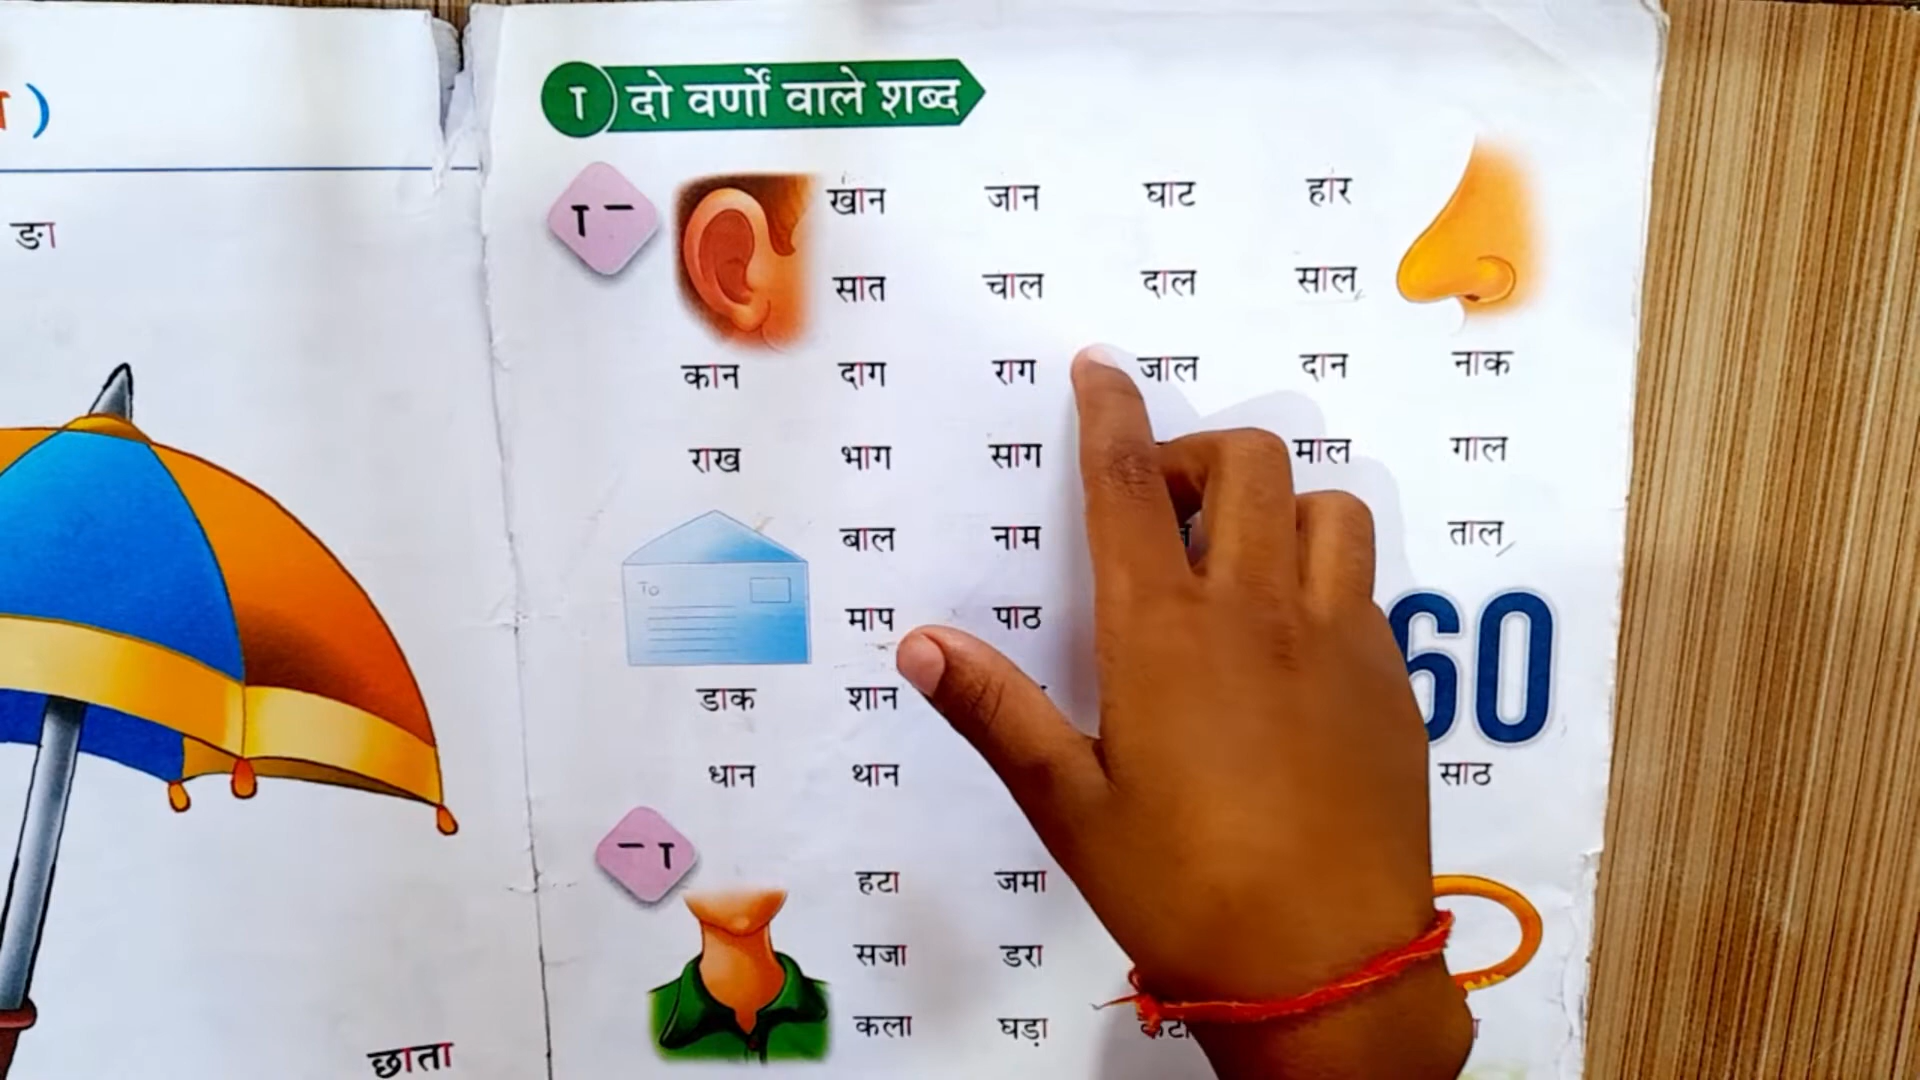 ा)
ङा
छाता
ा दो वर्णों वाले शब्द
ा –
खान जान घाट हार
सात चाल दाल साल
कान दाग राग जाल दान नाक
राख भाग साग माल गाल
To
बाल नाम ताल
माप पाठ
60
डाक शान
धान थान साठ
– ा
हटा जमा
सजा डरा
कला घड़ा